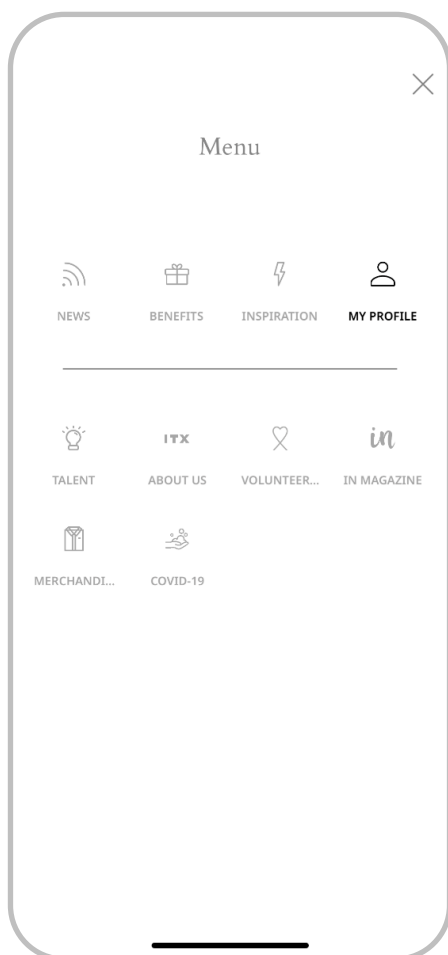 Menu
NEWS BENEFITS INSPIRATION MY PROFILE
ITX in
TALENT ABOUT US VOLUNTEER... IN MAGAZINE
MERCHANDI... COVID-19